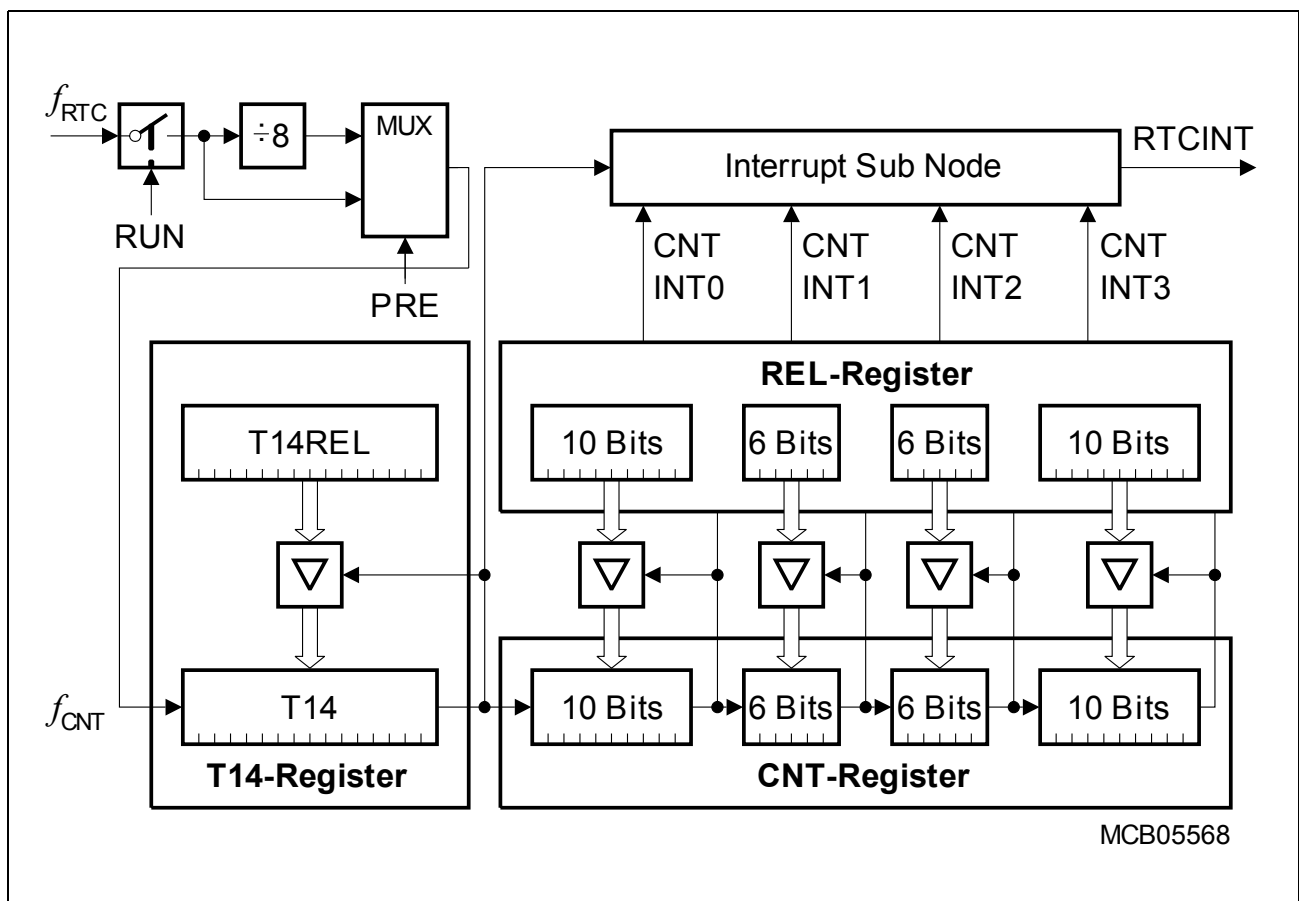 fRTC
÷8
MUX
RUN
PRE
Interrupt Sub Node
RTCINT
CNT INT0
CNT INT1
CNT INT2
CNT INT3
REL-Register
T14REL
10 Bits
6 Bits
6 Bits
10 Bits
fCNT
T14
10 Bits
6 Bits
6 Bits
10 Bits
T14-Register
CNT-Register
MCB05568